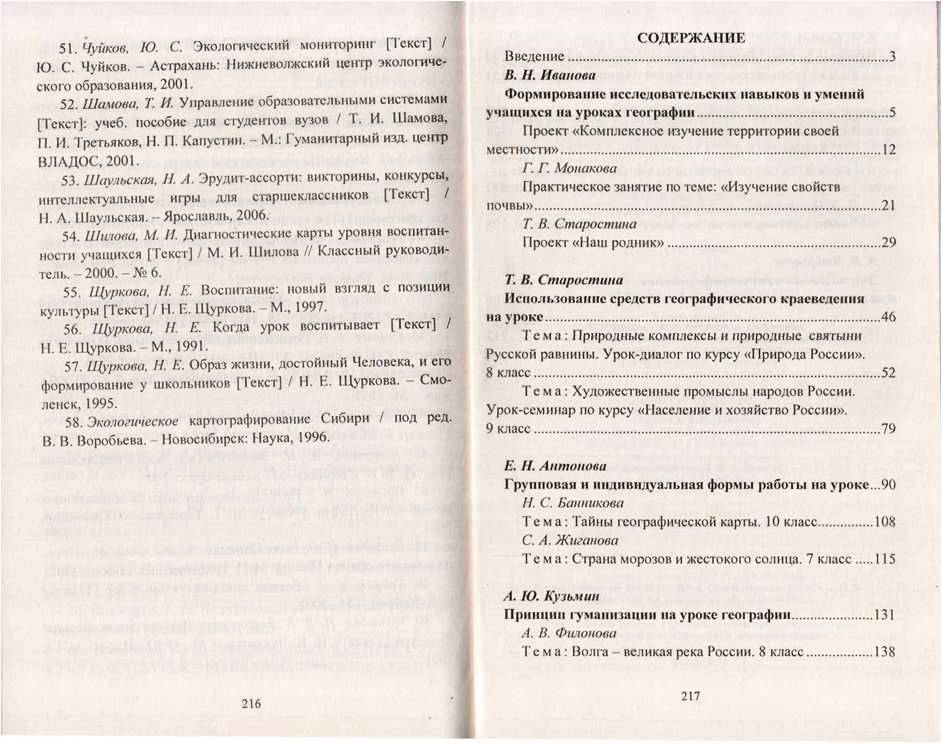 51. Чуйков, Ю. С. Экологический мониторинг [Текст] /
Ю. С. Чуйков. – Астрахань: Нижневолжский центр экологиче-
ского образования, 2001.
52. Шамова, Т. И. Управление образовательными системами
[Текст]: учеб. пособие для студентов вузов / Т. И. Шамова,
П. И. Третьяков, Н. П. Капустин. – М.: Гуманитарный изд. центр
ВЛАДОС, 2001.
53. Шаульская, Н. А. Эрудит-ассорти: викторины, конкурсы,
интеллектуальные игры для старшеклассников [Текст] /
Н. А. Шаульская. – Ярославль, 2006.
54. Шилова, М. И. Диагностические карты уровня воспитан-
ности учащихся [Текст] / М. И. Шилова // Классный руководи-
тель. – 2000. – № 6.
55. Щуркова, Н. Е. Воспитание: новый взгляд с позиции
культуры [Текст] / Н. Е. Щуркова. – М., 1997.
56. Щуркова, Н. Е. Когда урок воспитывает [Текст] /
Н. Е. Щуркова. – М., 1991.
57. Щуркова, Н. Е. Образ жизни, достойный Человека, и его
формирование у школьников [Текст] / Н. Е. Щуркова. – Смо-
ленск, 1995.
58. Экологическое картографирование Сибири / под ред.
В. В. Воробьева. – Новосибирск: Наука, 1996.
216
СОДЕРЖАНИЕ
Введение ....................................................................3
В. Н. Иванова
Формирование исследовательских навыков и умений
учащихся на уроках географии........................................5
Проект «Комплексное изучение территории своей
местности»....................................................................12
Г. Г. Монакова
Практическое занятие по теме: «Изучение свойств
почвы»..........................................................................21
Т. В. Старостина
Проект «Наш родник» .............................................29
Т. В. Старостина
Использование средств географического краеведения
на уроке........................................................................46
Тема: Природные комплексы и природные святыни
Русской равнины. Урок-диалог по курсу «Природа России».
8 класс..........................................................................52
Тема: Художественные промыслы народов России.
Урок-семинар по курсу «Население и хозяйство России».
9 класс ..........................................................................79
Е. Н. Антонова
Групповая и индивидуальная формы работы на уроке...90
Н. С. Банникова
Тема: Тайны географической карты. 10 класс...............108
С. А. Жиганова
Тема: Страна морозов и жестокого солнца. 7 класс .....115
А. Ю. Кузьмин
Принцип гуманизации на уроке географии..................131
А. В. Филонова
Тема: Волга – великая река России. 8 класс ................138
217